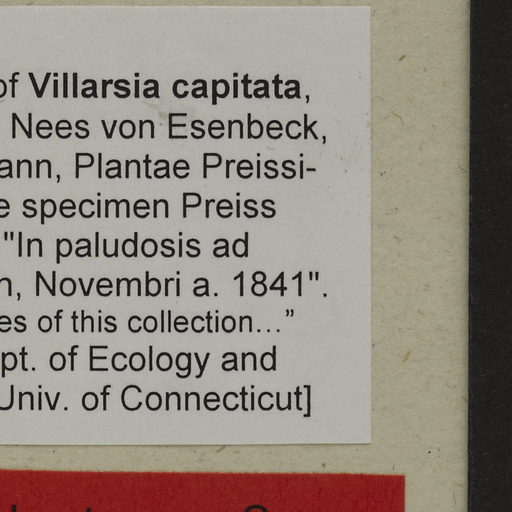 of Villarsia capitata,
Nees von Esenbeck,
ann, Plantae Preissi-
e specimen Preiss
"In paludosis ad
n, Novembri a. 1841".
es of this collection…”
pt. of Ecology and
Univ. of Connecticut]